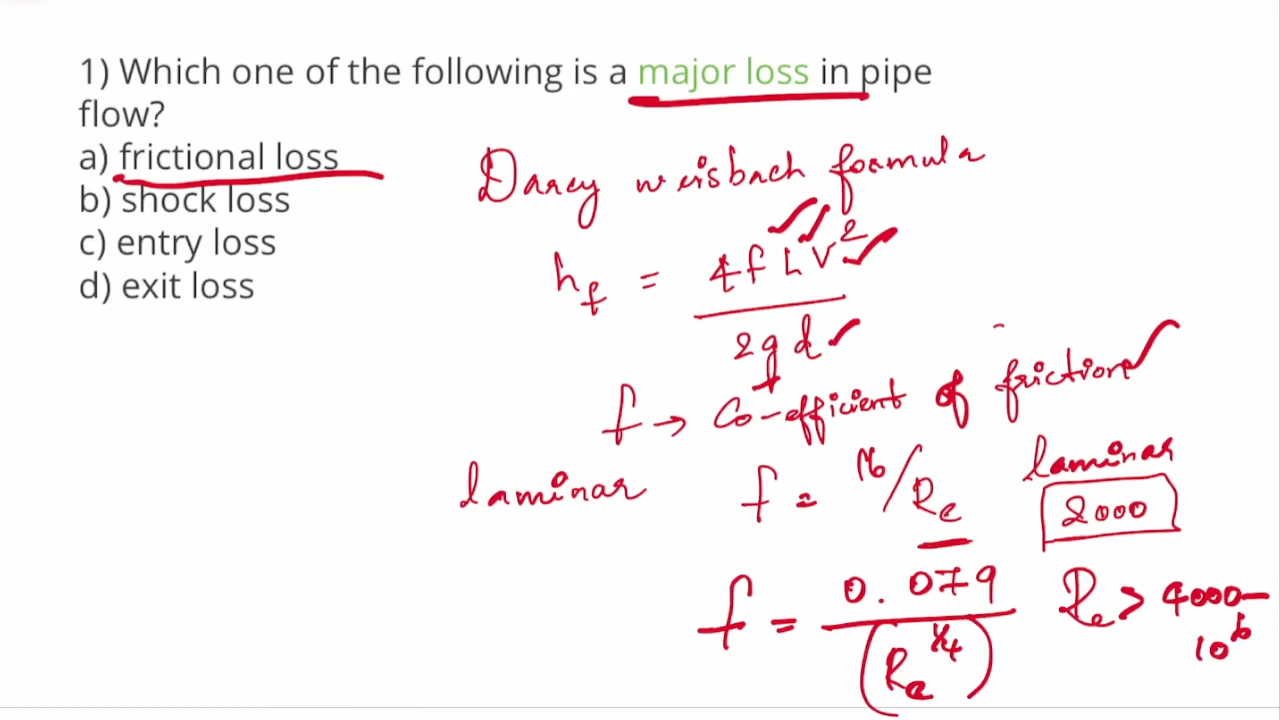 1) Which one of the following is a major loss in pipe
flow?
a) frictional loss
b) shock loss
c) entry loss
d) exit loss
Darcy weisbach formula
h_f = 4fLV²
2gd
f → Co-efficient of friction
laminar f = 16/Re laminar
2000
f = 0.079 Re > 4000-
(Re^1/4) 10^6